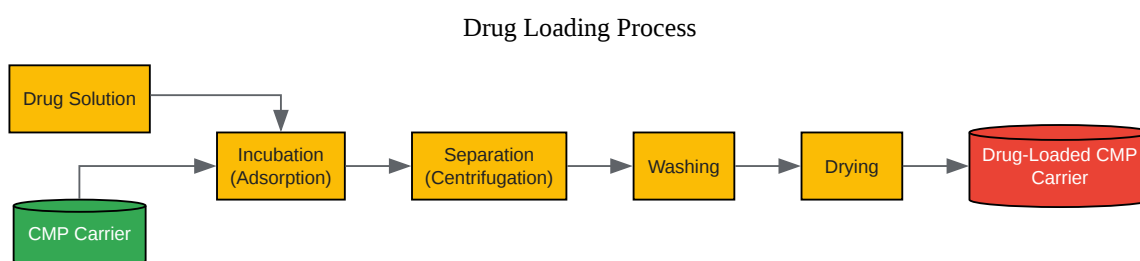 Drug Loading Process
Drug Solution
Incubation
(Adsorption)
Separation
(Centrifugation)
Washing
Drying
Drug-Loaded CMP
Carrier
CMP Carrier